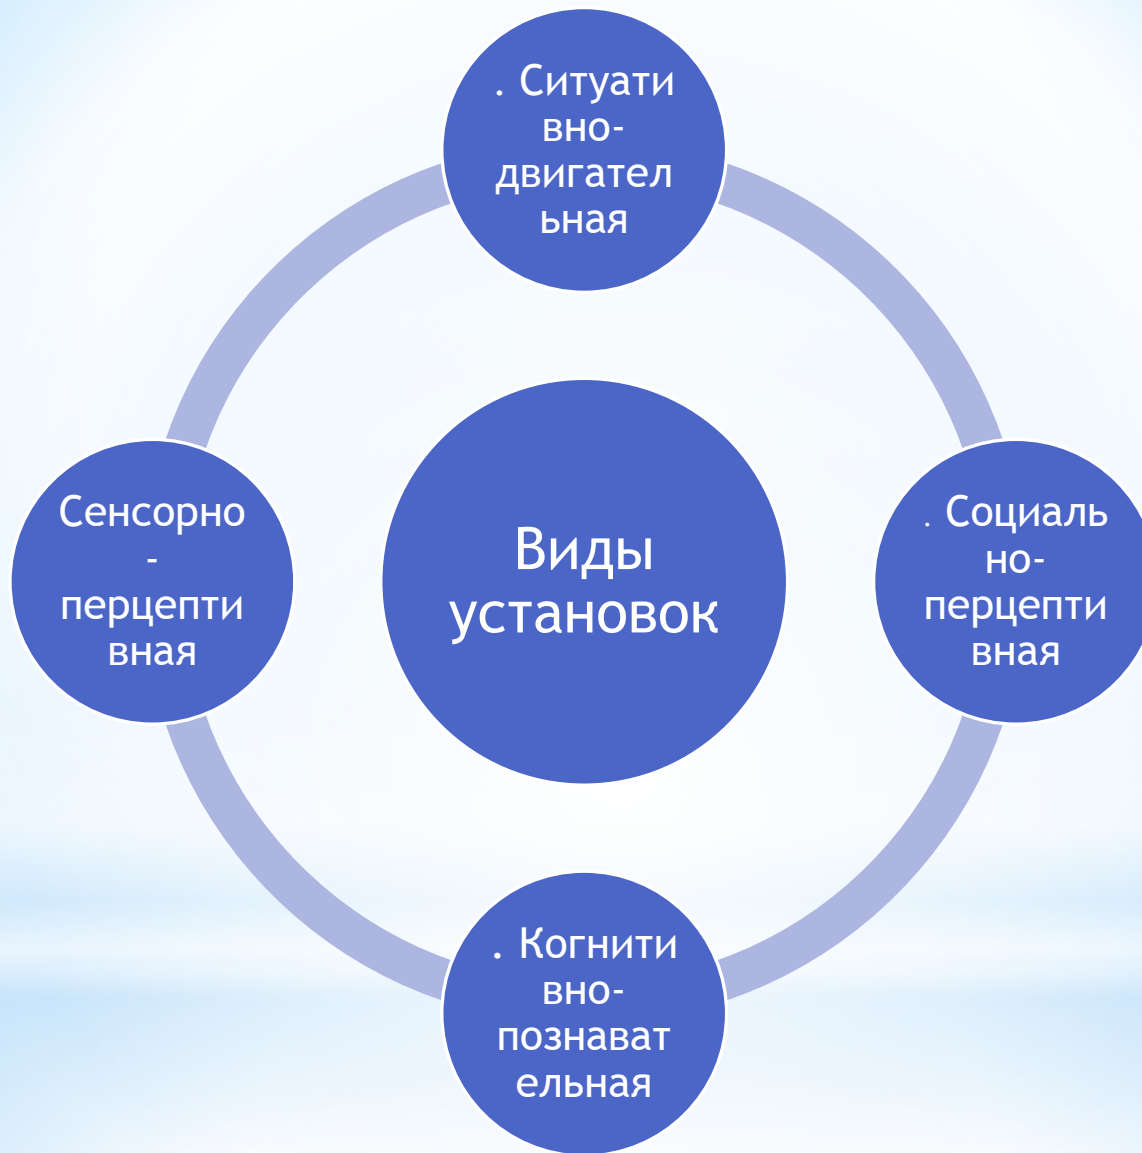 . Ситуати
вно-
двигател
ьная
Сенсорно
-
перцепти
вная
Виды
установок
. Социаль
но-
перцепти
вная
. Когнити
вно-
познават
ельная